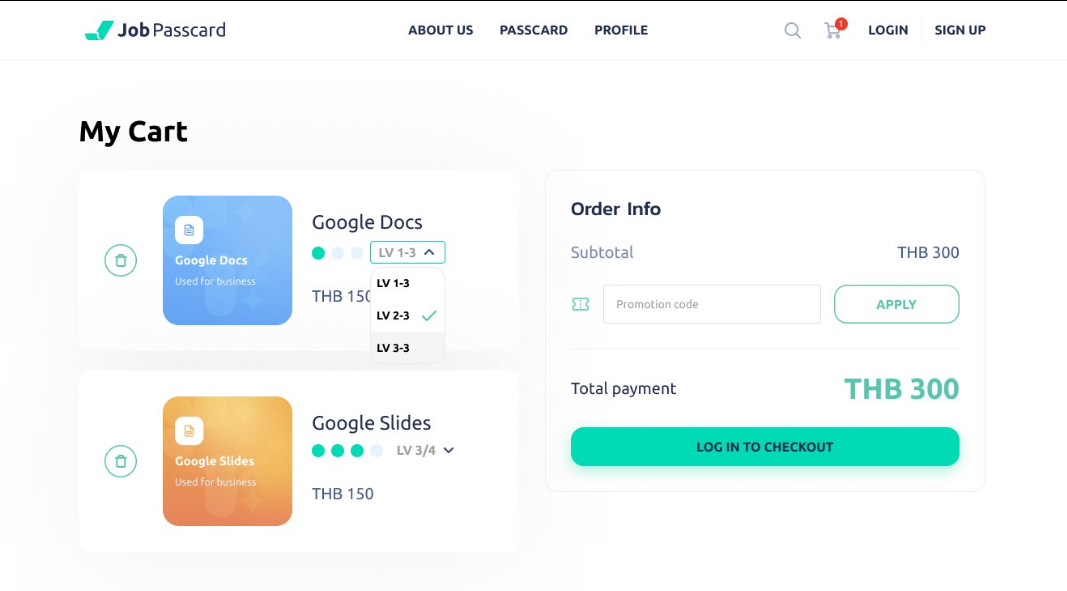 Job Passcard
ABOUT US PASSCARD PROFILE
1
LOGIN SIGN UP
My Cart
Google Docs
Used for business
Google Docs
LV 1-3
THB 150
LV 1-3
LV 2-3
LV 3-3
Google Slides
Used for business
Google Slides
LV 3/4
THB 150
Order Info
Subtotal THB 300
Promotion code APPLY
Total payment THB 300
LOG IN TO CHECKOUT